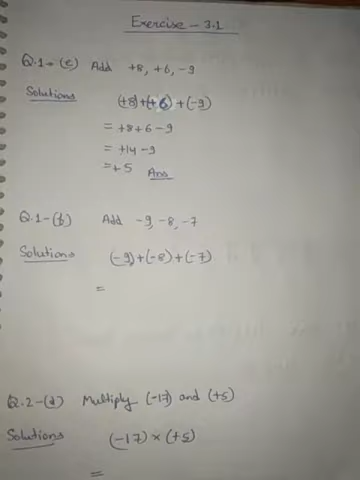 Exercise - 3.1
Q.1-(e) Add +8, +6, -9
Solutions (+8)+(+6)+(-9)
= +8+6-9
= +14-9
= +5 Ans
Q.1-(b) Add -9, -8, -7
Solutions (-9)+(-8)+(-7)
=
Q.2-(d) Multiply (-17) and (+5)
Solutions (-17) × (+5)
=